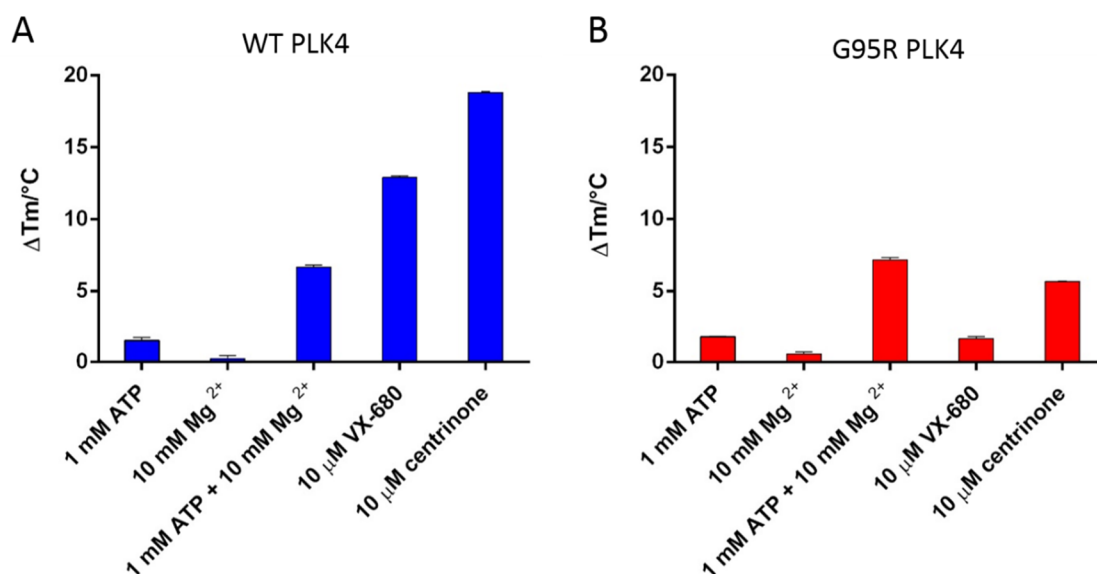 A
WT PLK4
ΔTm/°C
20
15
10
5
0
1 mM ATP
10 mM Mg 2+
1 mM ATP + 10 mM Mg 2+
10 μM VX-680
10 μM centrinone
B
G95R PLK4
ΔTm/°C
20
15
10
5
0
1 mM ATP
10 mM Mg 2+
1 mM ATP + 10 mM Mg 2+
10 μM VX-680
10 μM centrinone